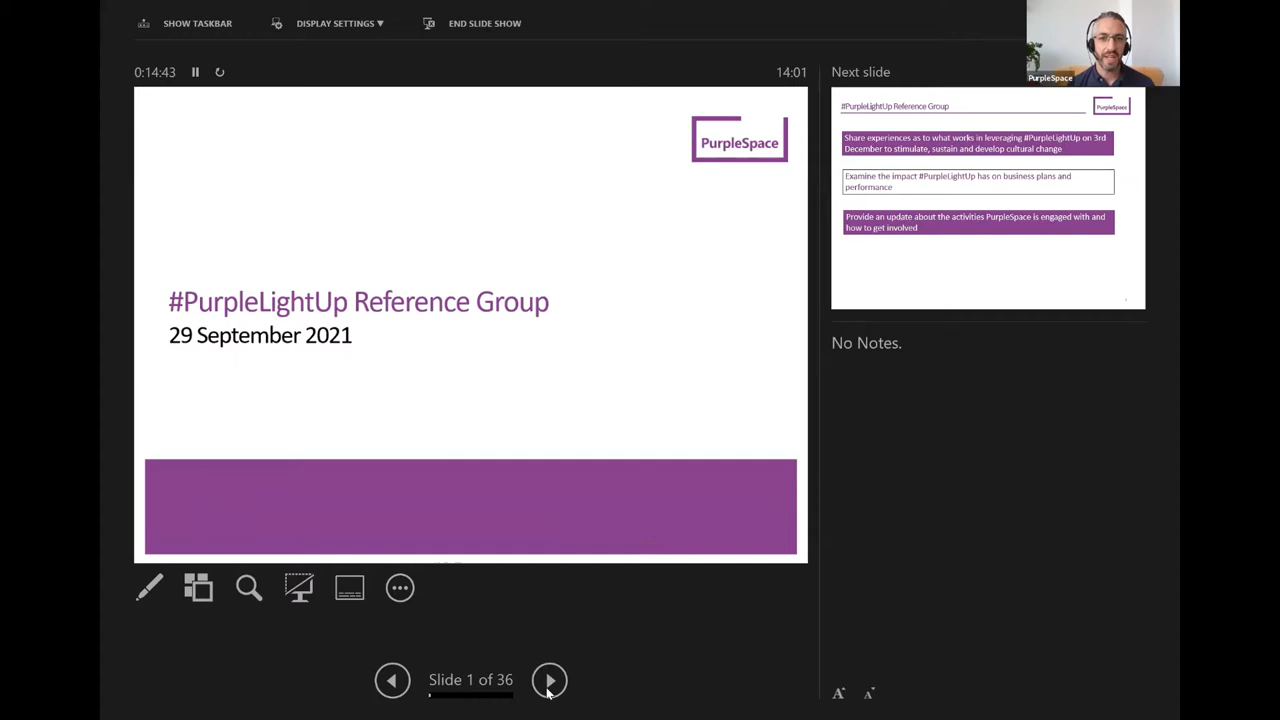 SHOW TASKBAR
DISPLAY SETTINGS ▼
END SLIDE SHOW
PurpleSpace
0:14:43
14:01
Next slide
PurpleSpace
#PurpleLightUp Reference Group
29 September 2021
#PurpleLightUp Reference Group
PurpleSpace
Share experiences as to what works in leveraging #PurpleLightUp on 3rd
December to stimulate, sustain and develop cultural change
Examine the impact #PurpleLightUp has on business plans and
performance
Provide an update about the activities PurpleSpace is engaged with and
how to get involved
No Notes.
Slide 1 of 36
A A